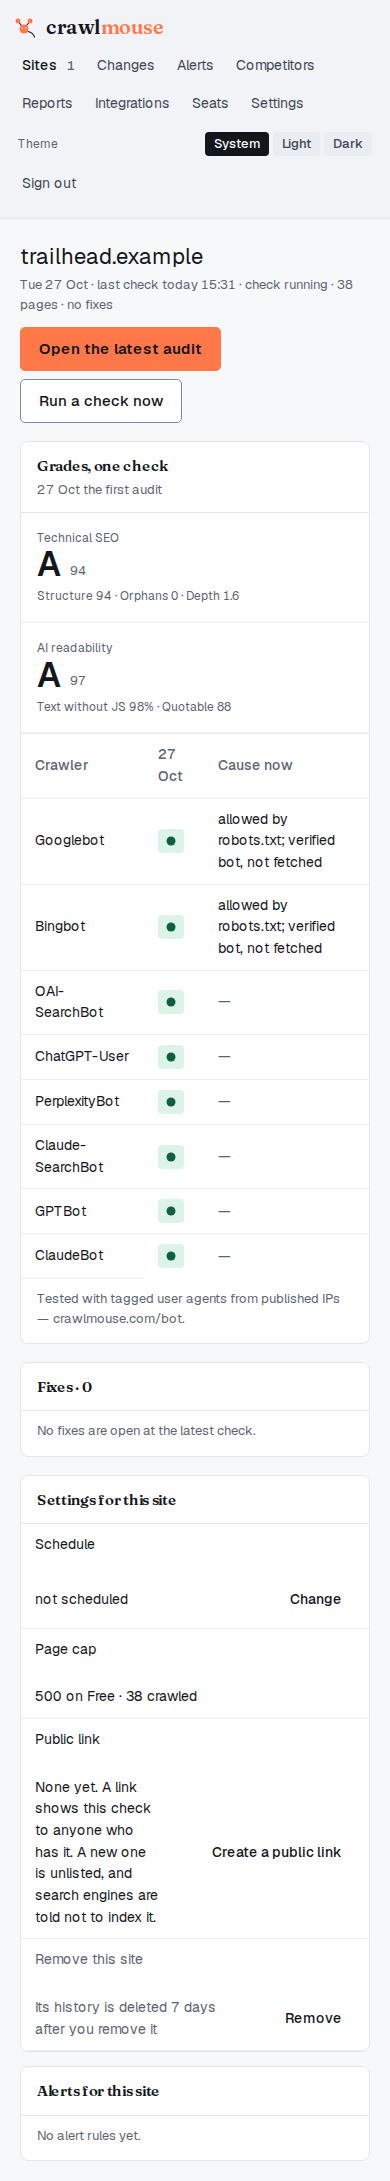 crawlmouse
Sites 1 Changes Alerts Competitors
Reports Integrations Seats Settings
Theme System Light Dark
Sign out
trailhead.example
Tue 27 Oct · last check today 15:31 · check running · 38
pages · no fixes
Open the latest audit
Run a check now
Grades, one check
27 Oct the first audit
Technical SEO
A 94
Structure 94 · Orphans 0 · Depth 1.6
AI readability
A 97
Text without JS 98% · Quotable 88
Crawler 27 Oct Cause now
Googlebot allowed by
robots.txt; verified
bot, not fetched
Bingbot allowed by
robots.txt; verified
bot, not fetched
OAI-
SearchBot —
ChatGPT-User —
PerplexityBot —
Claude-
SearchBot —
GPTBot —
ClaudeBot —
Tested with tagged user agents from published IPs
— crawlmouse.com/bot.
Fixes · 0
No fixes are open at the latest check.
Settings for this site
Schedule
not scheduled Change
Page cap
500 on Free · 38 crawled
Public link
None yet. A link
shows this check
to anyone who
has it. A new one Create a public link
is unlisted, and
search engines are
told not to index it.
Remove this site
Its history is deleted 7 days
after you remove it Remove
Alerts for this site
No alert rules yet.